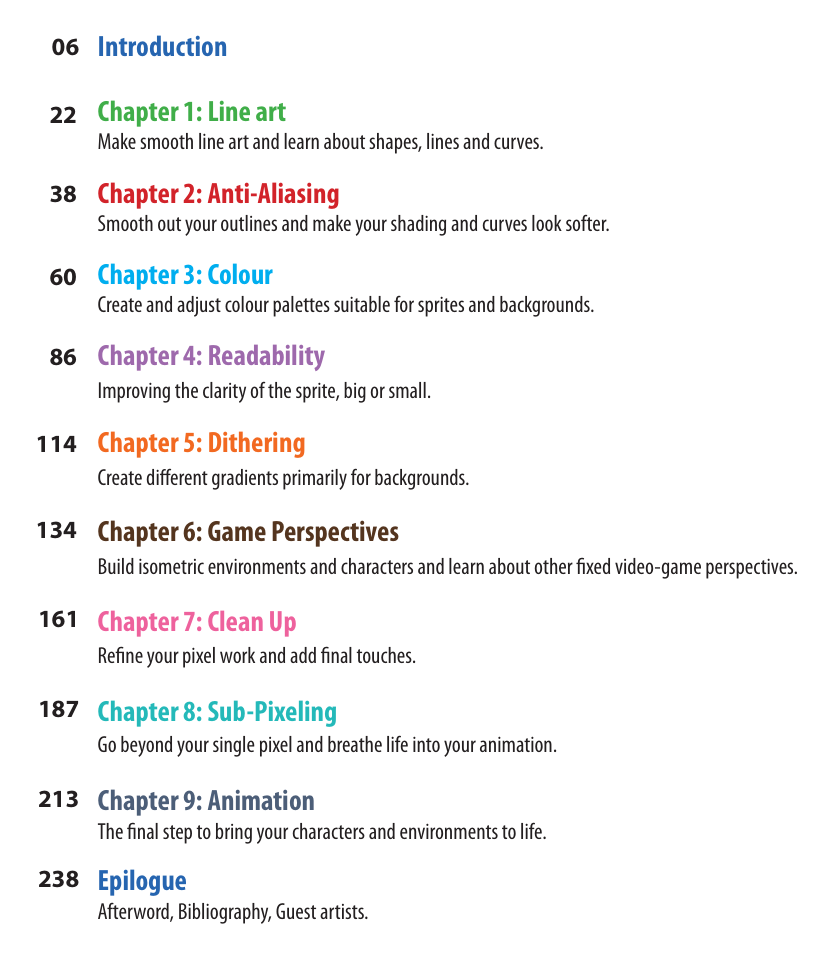 06 Introduction
22 Chapter 1: Line art
Make smooth line art and learn about shapes, lines and curves.
38 Chapter 2: Anti-Aliasing
Smooth out your outlines and make your shading and curves look softer.
60 Chapter 3: Colour
Create and adjust colour palettes suitable for sprites and backgrounds.
86 Chapter 4: Readability
Improving the clarity of the sprite, big or small.
114 Chapter 5: Dithering
Create different gradients primarily for backgrounds.
134 Chapter 6: Game Perspectives
Build isometric environments and characters and learn about other fixed video-game perspectives.
161 Chapter 7: Clean Up
Refine your pixel work and add final touches.
187 Chapter 8: Sub-Pixeling
Go beyond your single pixel and breathe life into your animation.
213 Chapter 9: Animation
The final step to bring your characters and environments to life.
238 Epilogue
Afterword, Bibliography, Guest artists.